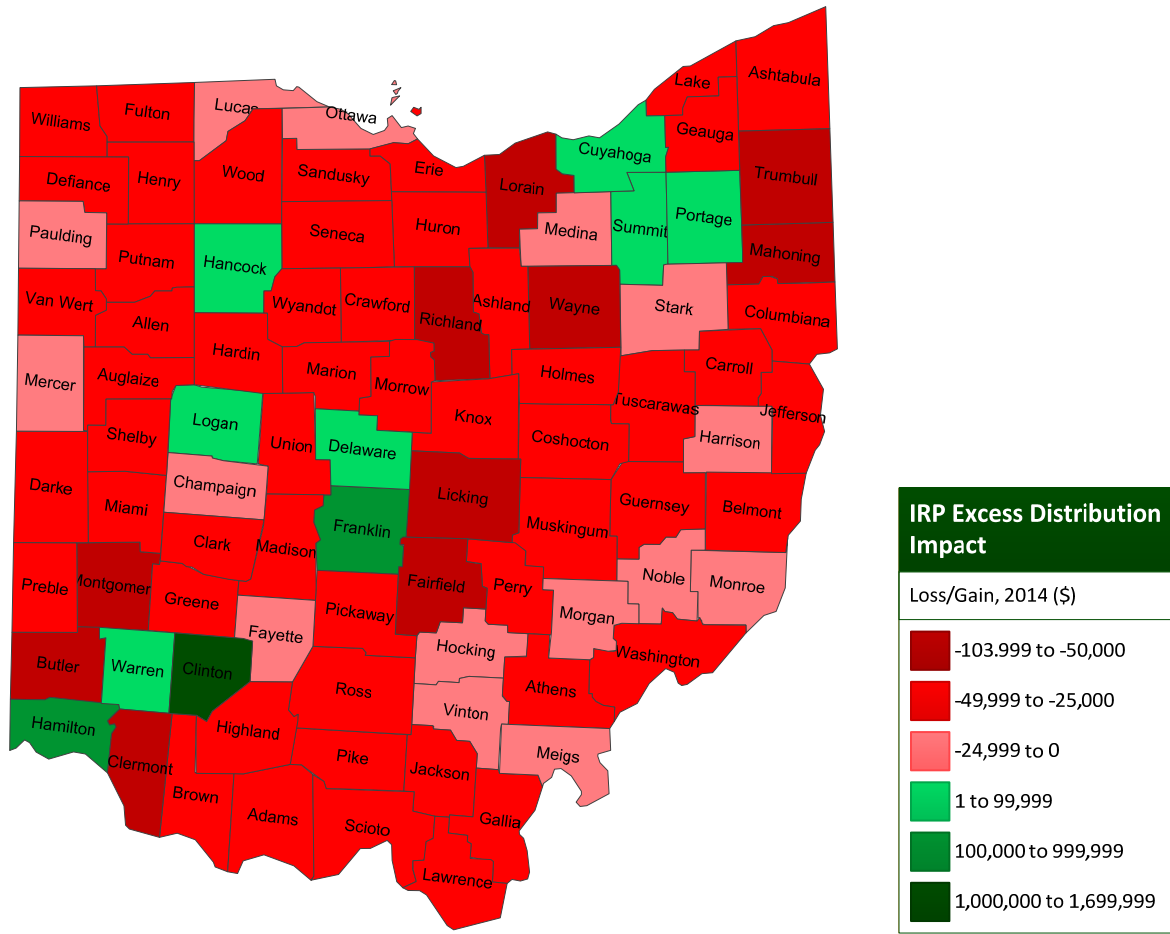 Ashtabula
Lake
Geauga
Lucas
Ottawa
Fulton
Williams
Cuyahoga
Trumbull
Erie
Wood
Sandusky
Henry
Defiance
Lorain
Portage
Summit
Medina
Huron
Seneca
Paulding
Mahoning
Putnam
Hancock
Van Wert
Wyandot
Crawford
Richland
Ashland
Wayne
Stark
Columbiana
Allen
Hardin
Mercer
Auglaize
Marion
Morrow
Holmes
Carroll
Tuscarawas
Jefferson
Logan
Knox
Shelby
Union
Delaware
Coshocton
Harrison
Darke
Champaign
Licking
Miami
Guernsey
Belmont
Franklin
Muskingum
Clark
Madison
Preble
Montgomer
Greene
Fairfield
Perry
Noble
Monroe
Pickaway
Morgan
Fayette
Hocking
Washington
Butler
Warren
Clinton
Ross
Athens
Vinton
Hamilton
Highland
Clermont
Pike
Jackson
Meigs
Brown
Adams
Scioto
Gallia
Lawrence
IRP Excess Distribution
Impact
Loss/Gain, 2014 ($)
-103.999 to -50,000
-49,999 to -25,000
-24,999 to 0
1 to 99,999
100,000 to 999,999
1,000,000 to 1,699,999